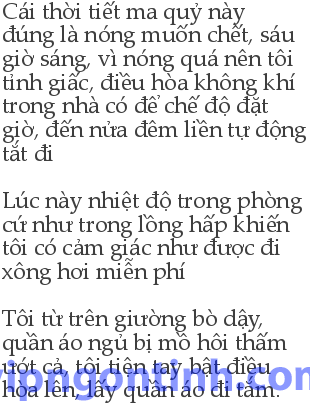 Cái thời tiết ma quỷ này
đúng là nóng muốn chết, sáu
giờ sáng, vì nóng quá nên tôi
tỉnh giấc, điều hòa không khí
trong nhà có để chế độ đặt
giờ, đến nửa đêm liền tự động
tắt đi
Lúc này nhiệt độ trong phòng
cứ như trong lồng hấp khiến
tôi có cảm giác như được đi
xông hơi miễn phí
Tôi từ trên giường bò dậy,
quần áo ngủ bị mồ hôi thấm
ướt cả, tôi tiện tay bật điều
hòa lên, lấy quần áo đi tắm.
vipngontinh.com